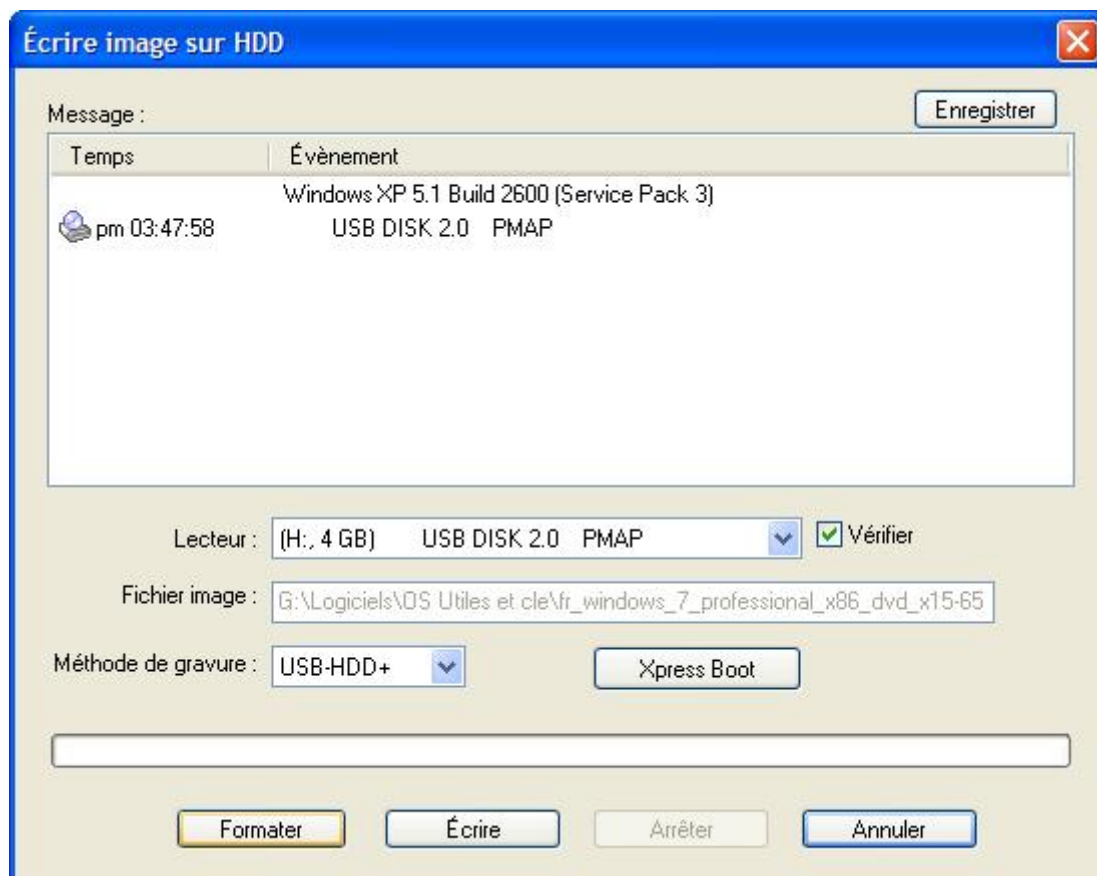 Écrire image sur HDD
Message :
Enregistrer
Temps Évènement
Windows XP 5.1 Build 2600 (Service Pack 3)
pm 03:47:58 USB DISK 2.0 PMAP
Lecteur : (H:, 4 GB) USB DISK 2.0 PMAP Vérifier
Fichier image : G:\Logiciels\OS Utiles et cle\fr_windows_7_professional_x86_dvd_x15-65
Méthode de gravure : USB-HDD+ Xpress Boot
Formater Écrire Arrêter Annuler